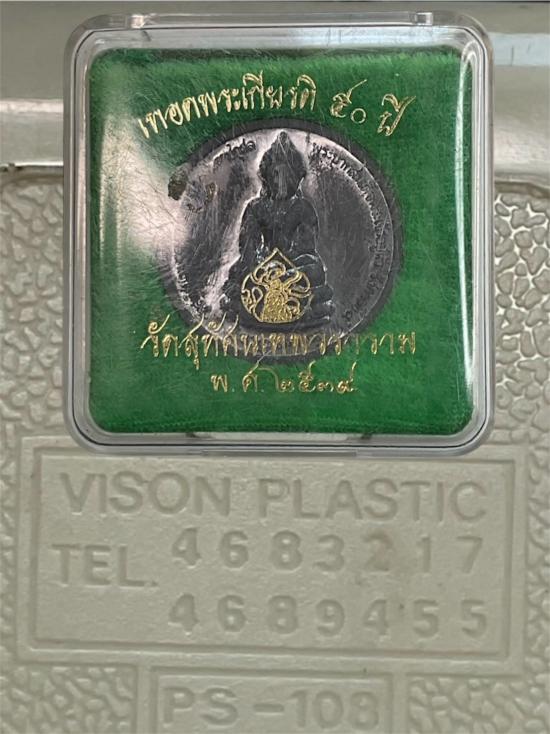 เทอดพระเกียรติ ๕๐ ปี
วัดสุทัศนเทพวราราม
พ.ศ.๒๕๓๙
VISON PLASTIC
TEL. 4683217
4689455
PS-108